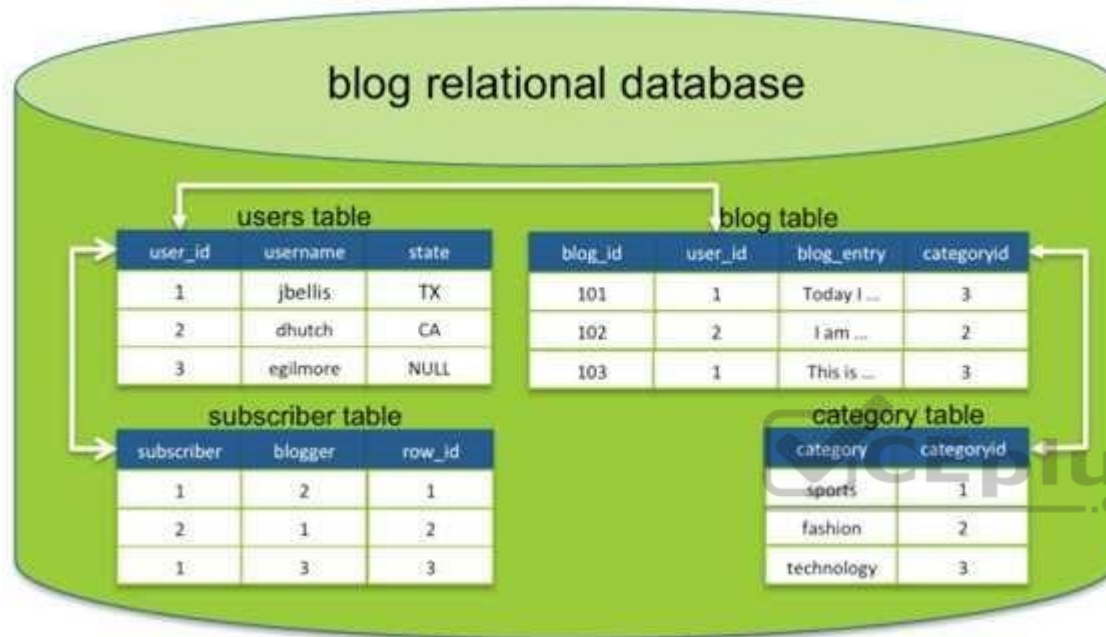 blog relational database
users table
user_id username state
1 jbellis TX
2 dhutch CA
3 egilmore NULL
blog table
blog_id user_id blog_entry categoryid
101 1 Today I ... 3
102 2 I am ... 2
103 1 This is ... 3
subscriber table
subscriber blogger row_id
1 2 1
2 1 2
1 3 3
category table
category categoryid
sports 1
fashion 2
technology 3